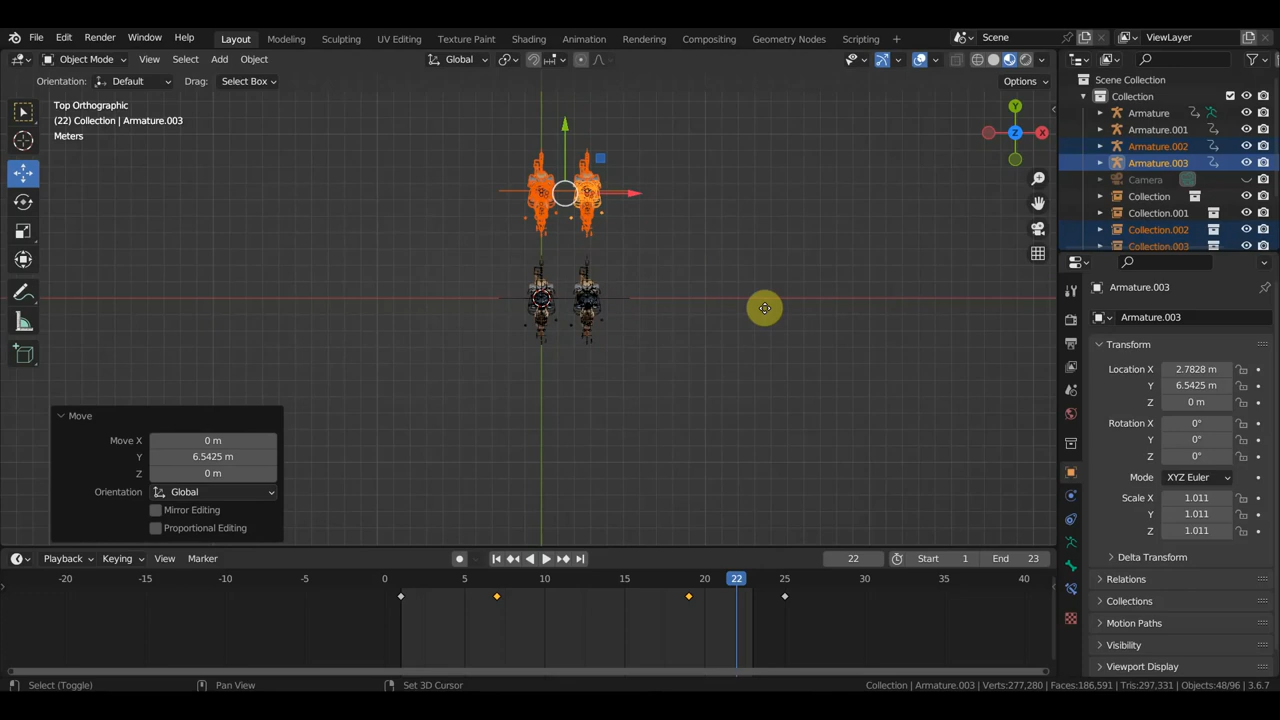 File Edit Render Window Help Layout Modeling Sculpting UV Editing Texture Paint Shading Animation Rendering Compositing Geometry Nodes Scripting Scene ViewLayer
Object Mode View Select Add Object Global
Orientation: Default Drag: Select Box Options
Top Orthographic
(22) Collection | Armature.003
Meters
Y
X
Z
Scene Collection
Collection
Armature
Armature.001
Armature.002
Armature.003
Camera
Collection
Collection.001
Collection.002
Collection.003
Armature.003
Armature.003
Transform
Location X 2.7828 m
Y 6.5425 m
Z 0 m
Rotation X 0°
Y 0°
Z 0°
Mode XYZ Euler
Scale X 1.011
Y 1.011
Z 1.011
Delta Transform
Relations
Collections
Motion Paths
Visibility
Viewport Display
Move
Move X 0 m
Y 6.5425 m
Z 0 m
Orientation Global
Mirror Editing
Proportional Editing
Playback Keying View Marker 22 Start 1 End 23
-20 -15 -10 -5 0 5 10 15 20 22 25 30 35 40
Select (Toggle) Pan View Set 3D Cursor Collection | Armature.003 | Verts:277,280 | Faces:186,591 | Tris:297,331 | Objects:48/96 | 3.6.7